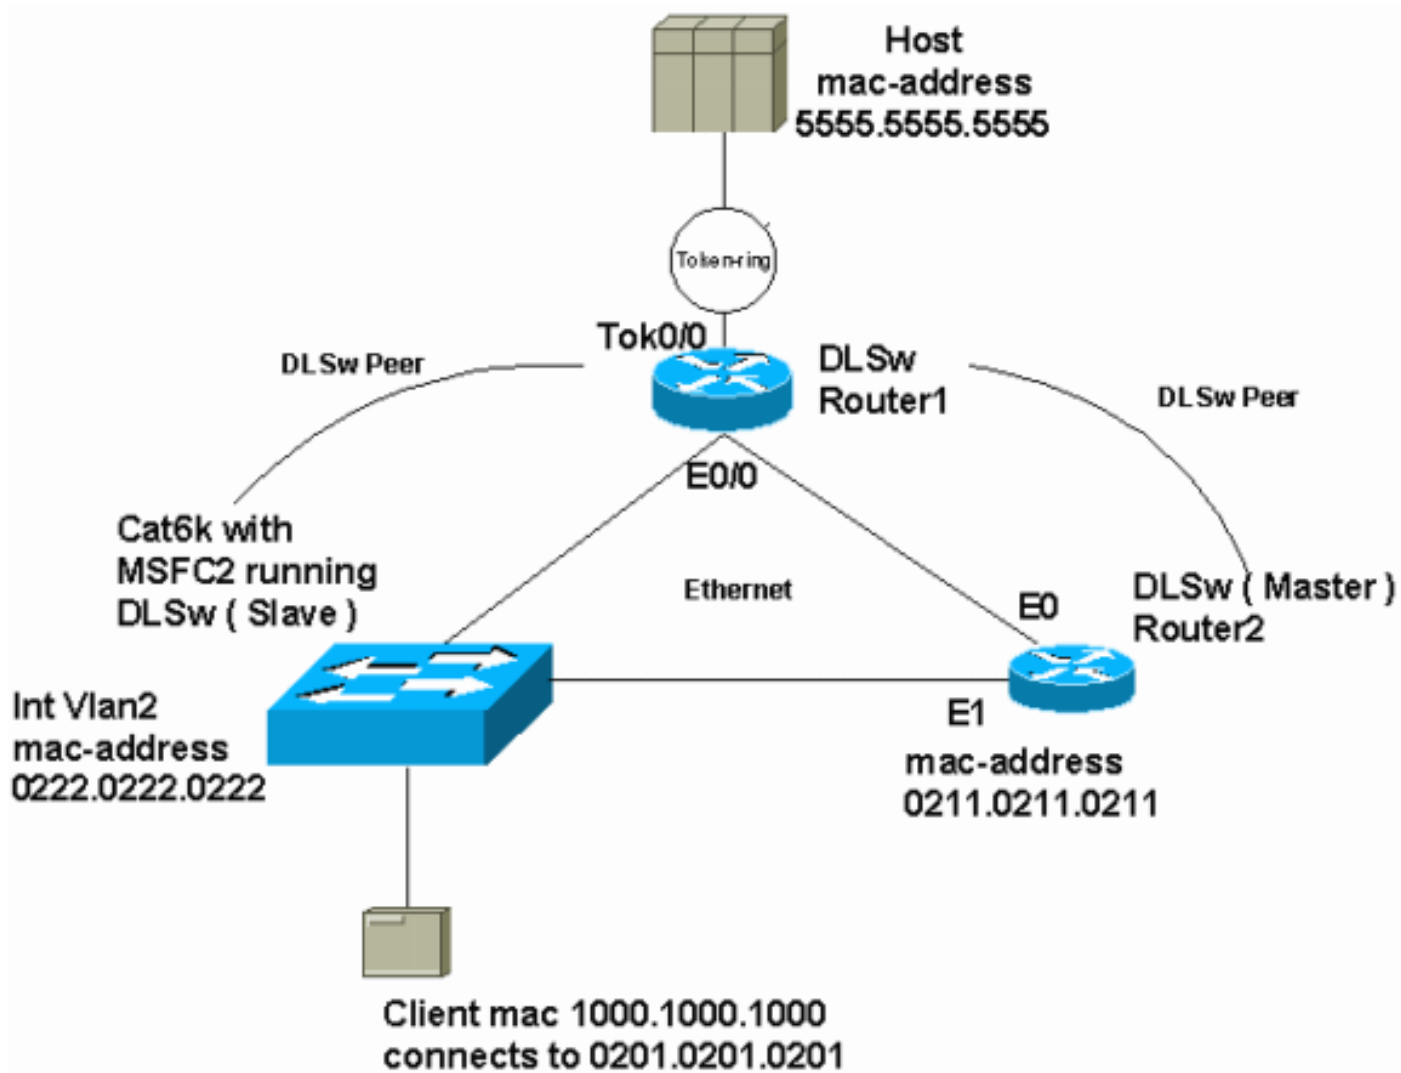 Host
mac-address
5555.5555.5555
Token-ring
Tok0/0
DLSw Peer
DLSw
Router1
DLSw Peer
E0/0
Cat6k with
MSFC2 running
DLSw ( Slave )
Ethernet
E0
DLSw ( Master )
Router2
Int Vlan2
mac-address
0222.0222.0222
E1
mac-address
0211.0211.0211
Client mac 1000.1000.1000
connects to 0201.0201.0201